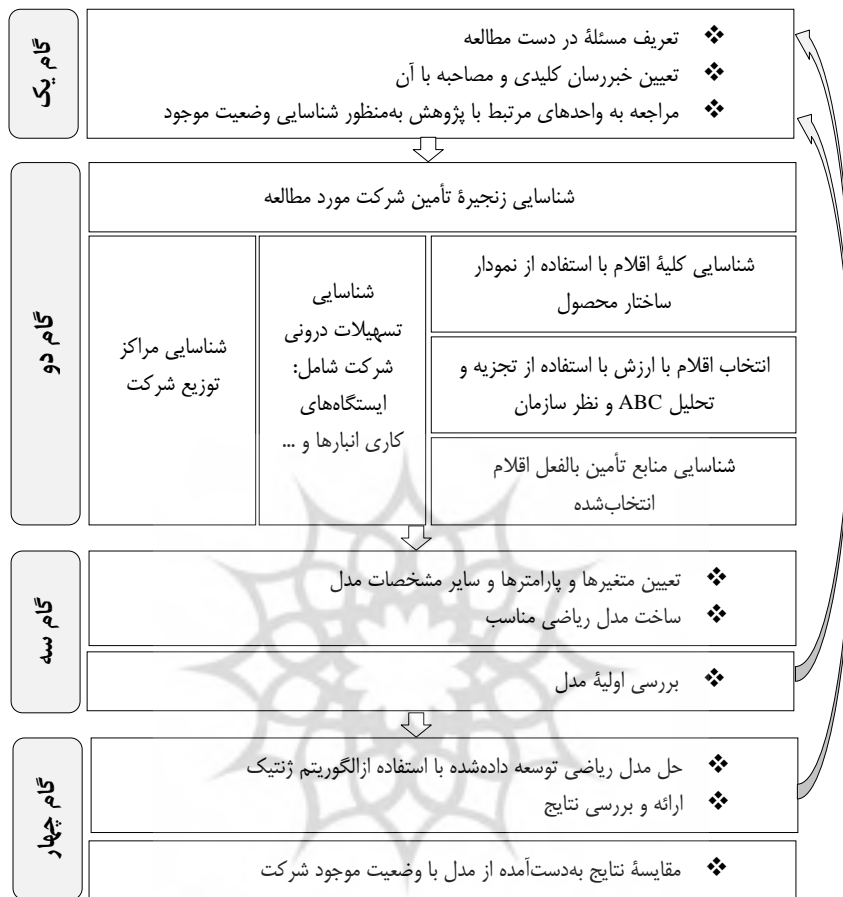 گام یک
❖ تعریف مسئلۀ در دست مطالعه
❖ تعیین خبررسان کلیدی و مصاحبه با آن
❖ مراجعه به واحدهای مرتبط با پژوهش به‌منظور شناسایی وضعیت موجود
گام دو
شناسایی زنجیرۀ تأمین شرکت مورد مطالعه
شناسایی کلیۀ اقلام با استفاده از نمودار
ساختار محصول
انتخاب اقلام با ارزش با استفاده از تجزیه و
تحلیل ABC و نظر سازمان
شناسایی منابع تأمین بالفعل اقلام
انتخاب‌شده
شناسایی
تسهیلات درونی
شرکت شامل:
ایستگاه‌های
کاری انبارها و ...
شناسایی مراکز
توزیع شرکت
گام سه
❖ تعیین متغیرها و پارامترها و سایر مشخصات مدل
❖ ساخت مدل ریاضی مناسب
❖ بررسی اولیۀ مدل
گام چهار
❖ حل مدل ریاضی توسعه داده‌شده با استفاده ازالگوریتم ژنتیک
❖ ارائه و بررسی نتایج
❖ مقایسۀ نتایج به‌دست‌آمده از مدل با وضعیت موجود شرکت